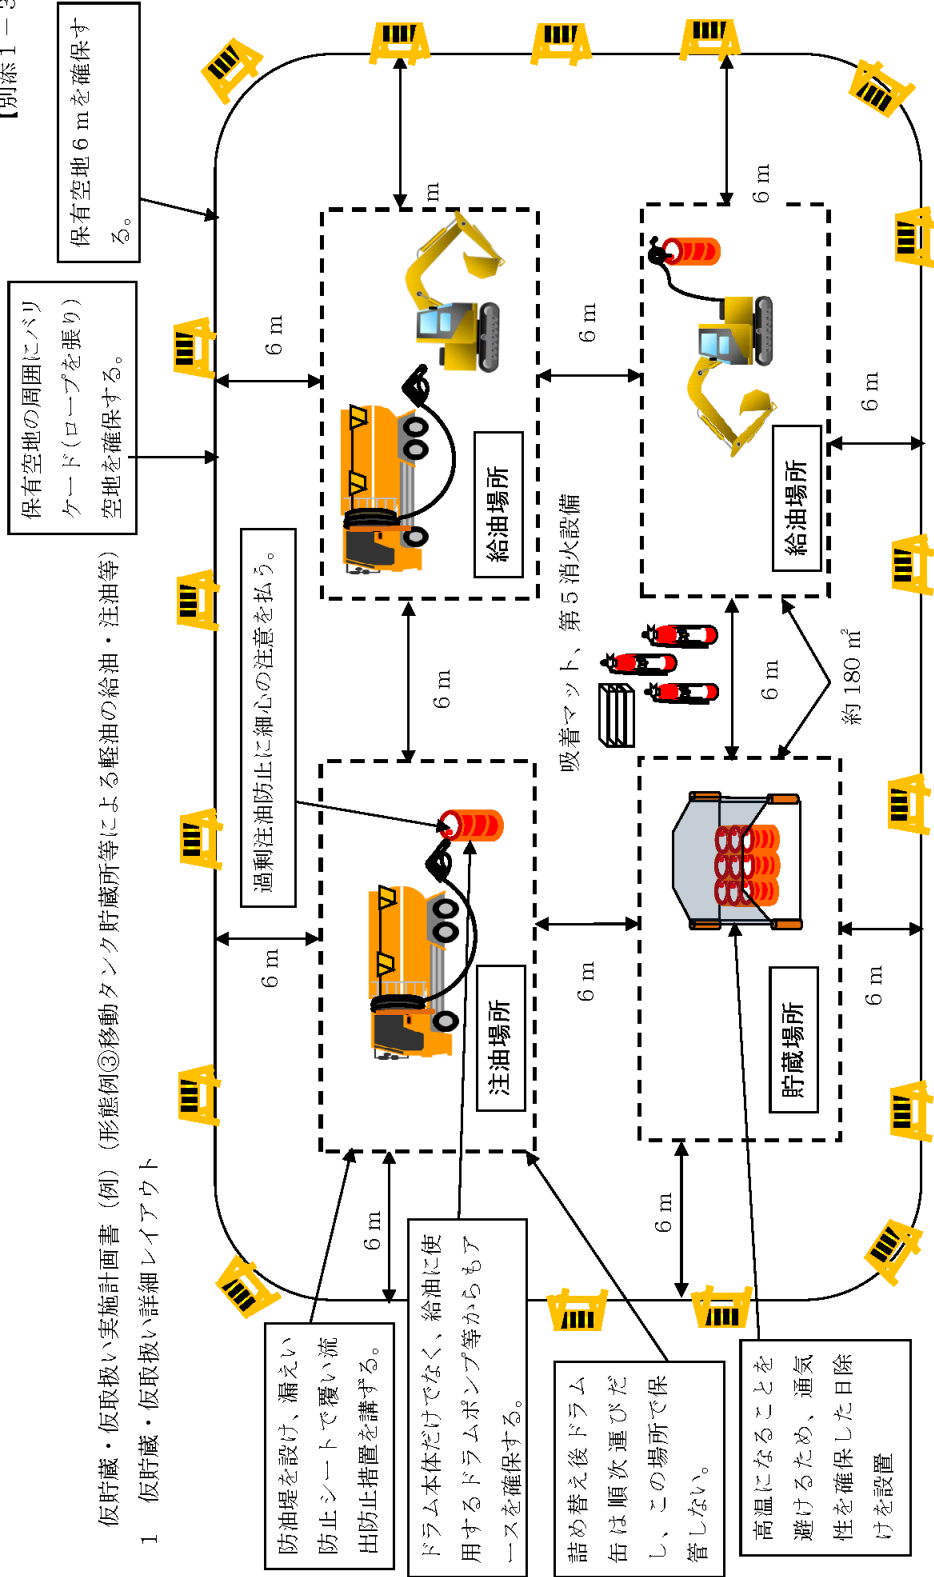 【別添1－3
仮貯蔵・仮取扱い実施計画書（例）（形態例③移動タンク貯蔵所等による軽油の給油・注油等）
1　仮貯蔵・仮取扱い詳細レイアウト
保有空地の周囲にバリ
ケード（ロープを張り）
空地を確保する。
保有空地6mを確保す
る。
過剰注油防止に細心の注意を払う。
防油堤を設け、漏えい
防止シートで覆い流
出防止措置を講ずる。
ドラム本体だけでなく、給油に使
用するドラムポンプ等からもア
ースを確保する。
詰め替え後ドラム
缶は順次運びだ
し、この場所で保
管しない。
高温になることを
避けるため、通気
性を確保した日除
けを設置
6m
6m
6m
注油場所
6m
給油場所
m
6m
6m
吸着マット、第5消火設備
6m
貯蔵場所
6m
給油場所
6m
約180㎡
6m
6m